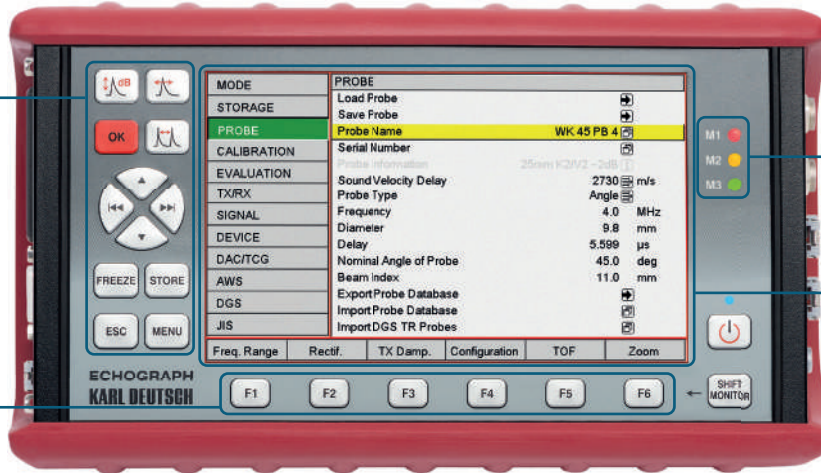 dB
OK
FREEZE STORE
ESC MENU
MODE
STORAGE
PROBE
CALIBRATION
EVALUATION
TX/RX
SIGNAL
DEVICE
DAC/TCG
AWS
DGS
JIS
PROBE
Load Probe
Save Probe
Probe Name WK 45 PB 4
Serial Number
Probe Information 25mm K2/V2 -2dB
Sound Velocity Delay 2730 m/s
Probe Type Angle
Frequency 4.0 MHz
Diameter 9.8 mm
Delay 5.599 µs
Nominal Angle of Probe 45.0 deg
Beam Index 11.0 mm
Export Probe Database
Import Probe Database
Import DGS TR Probes
Freq. Range Rectif. TX Damp. Configuration TOF Zoom
M1
M2
M3
ECHOGRAPH
KARL DEUTSCH
F1 F2 F3 F4 F5 F6
SHIFT
MONITOR